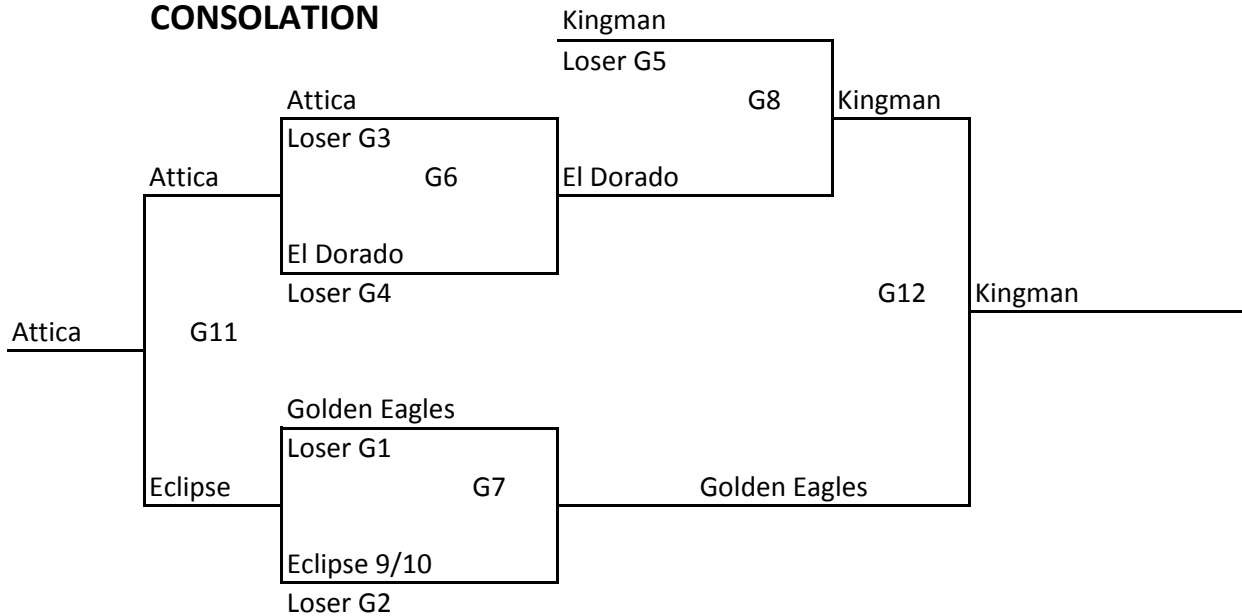 CONSOLATION
Kingman
Loser G5
Attica
G8
Kingman
Loser G3
Attica
G6
El Dorado
El Dorado
Loser G4
G12
Kingman
Attica
G11
Golden Eagles
Loser G1
Eclipse
G7
Golden Eagles
Eclipse 9/10
Loser G2